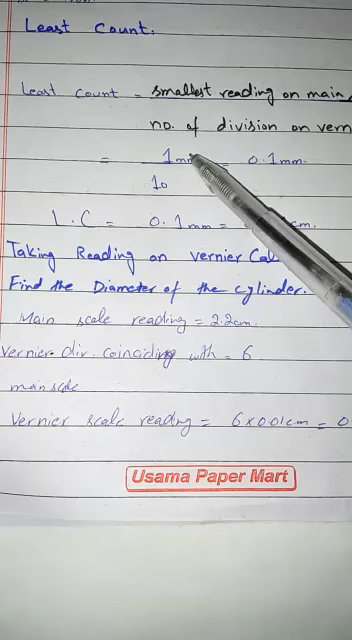 Least Count:
Least Count = smallest reading on main
no. of division on vern
= 1mm = 0.1mm.
10
L.C = 0.1mm = cm.
Taking Reading on Vernier Cal
Find the Diameter of the cylinder.
Main scale reading = 2.2cm.
Vernier div. coinciding with = 6
main scale
Vernier scale reading = 6x0.01cm = 0
Usama Paper Mart